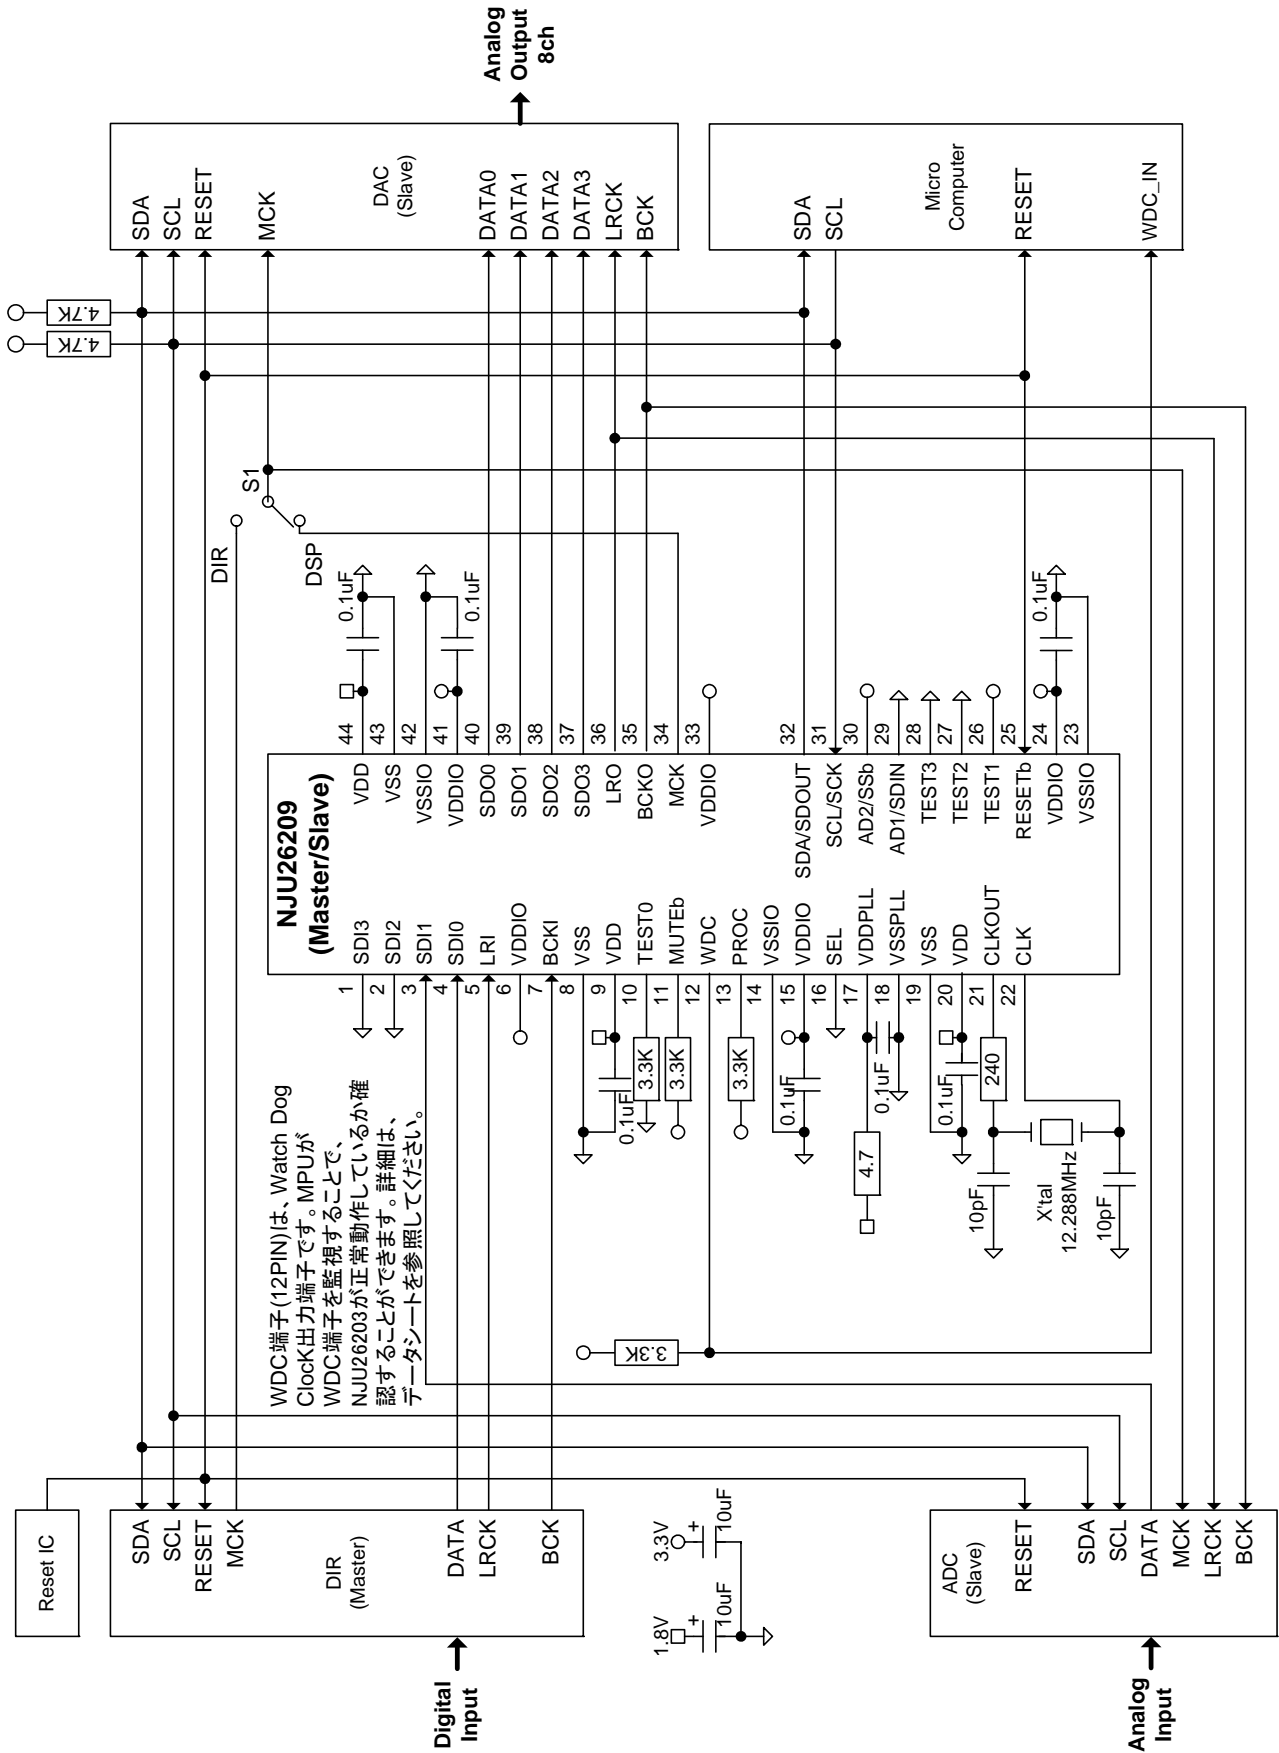 Reset IC
SDA
SCL
RESET
MCK
DIR
(Master)
DATA
LRCK
BCK
Digital
Input
1.8V
+
10uF
3.3V
+
10uF
ADC
(Slave)
RESET
SDA
SCL
DATA
MCK
LRCK
BCK
Analog
Input
WDC端子(12PIN)は、Watch Dog
ClocK出力端子です。MPUが
WDC端子を監視することで、
NJU26203が正常動作しているか確
認することができます。詳細は、
データシートを参照してください。
3.3K
NJU26209
(Master/Slave)
1 SDI3
2 SDI2
3 SDI1
4 SDI0
5 LRI
6 VDDIO
7 BCKI
8 VSS
9 VDD
10 TEST0
11 MUTEb
12 WDC
13 PROC
14 VSSIO
15 VDDIO
16 SEL
17 VDDPLL
18 VSSPLL
19 VSS
20 VDD
21 CLKOUT
22 CLK
0.1uF
3.3K
3.3K
3.3K
0.1uF
4.7
0.1uF
0.1uF
240
10pF
X'tal
12.288MHz
10pF
VDD 44
VSS 43
VSSIO 42
VDDIO 41
SDO0 40
SDO1 39
SDO2 38
SDO3 37
LRO 36
BCKO 35
MCK 34
VDDIO 33
SDA/SDOUT 32
SCL/SCK 31
AD2/SSb 30
AD1/SDIN 29
TEST3 28
TEST2 27
TEST1 26
RESETb 25
VDDIO 24
VSSIO 23
0.1uF
0.1uF
0.1uF
DIR
DSP
S1
4.7K
4.7K
SDA
SCL
RESET
MCK
DAC
(Slave)
DATA0
DATA1
DATA2
DATA3
LRCK
BCK
Analog
Output
8ch
SDA
SCL
Micro
Computer
RESET
WDC_IN